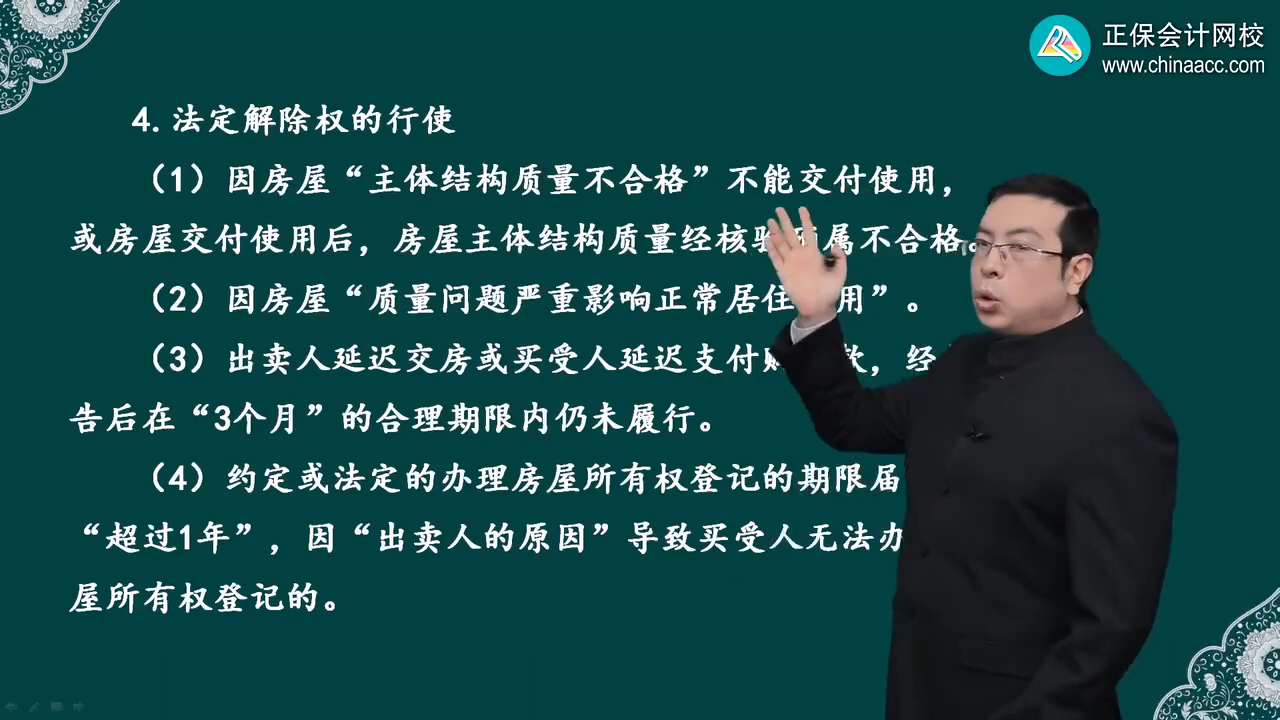 正保会计网校
www.chinaacc.com
4.法定解除权的行使
（1）因房屋“主体结构质量不合格”不能交付使用，
或房屋交付使用后，房屋主体结构质量经核 属不合格。
（2）因房屋“质量问题严重影响正常居住 用”。
（3）出卖人延迟交房或买受人延迟支付 款，经
告后在“3个月”的合理期限内仍未履行。
（4）约定或法定的办理房屋所有权登记的期限届
“超过1年”，因“出卖人的原因”导致买受人无法办
屋所有权登记的。